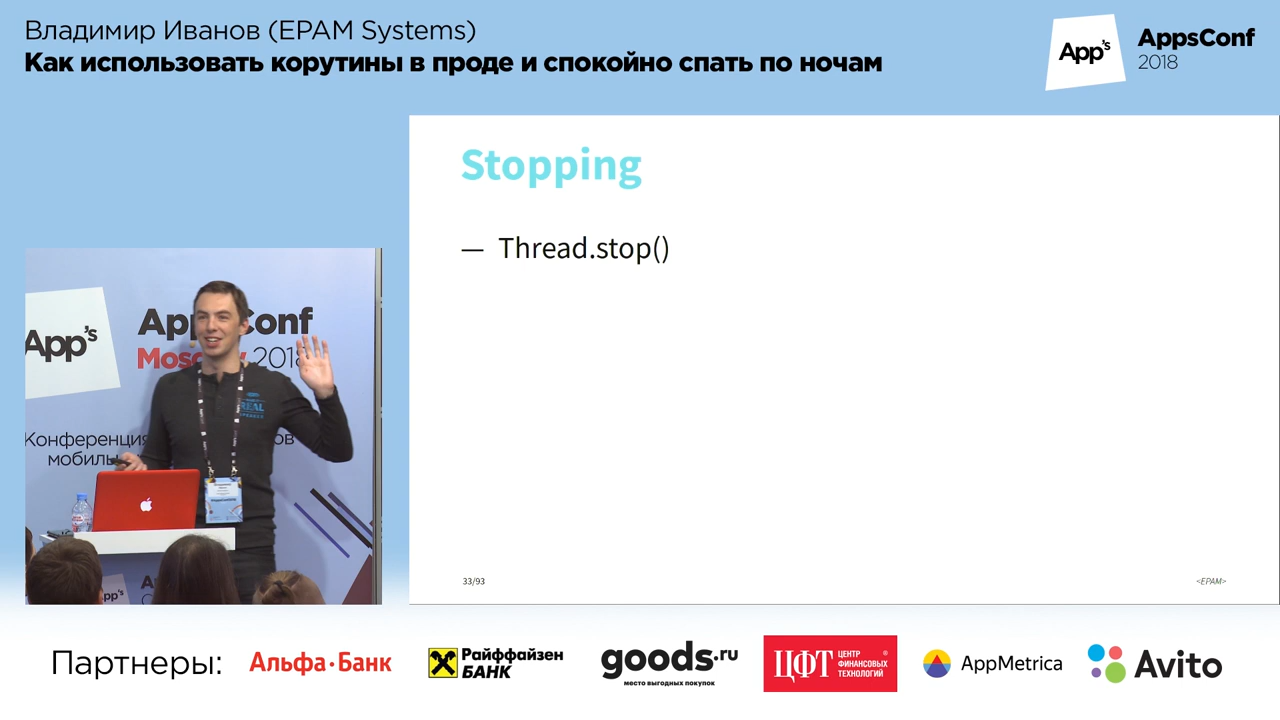 Владимир Иванов (EPAM Systems)
Как использовать корутины в проде и спокойно спать по ночам
App's
AppsConf
2018
Stopping
— Thread.stop()
33/93
<EPAM>
App's
AppsConf
Moscow 2018
Конференция
мобиль
Партнеры:
Альфа·Банк
Райффайзен
БАНК
goods.ru
место выгодных покупок
ЦФТ
ЦЕНТР
ФИНАНСОВЫХ
ТЕХНОЛОГИЙ
®
AppMetrica
Avito